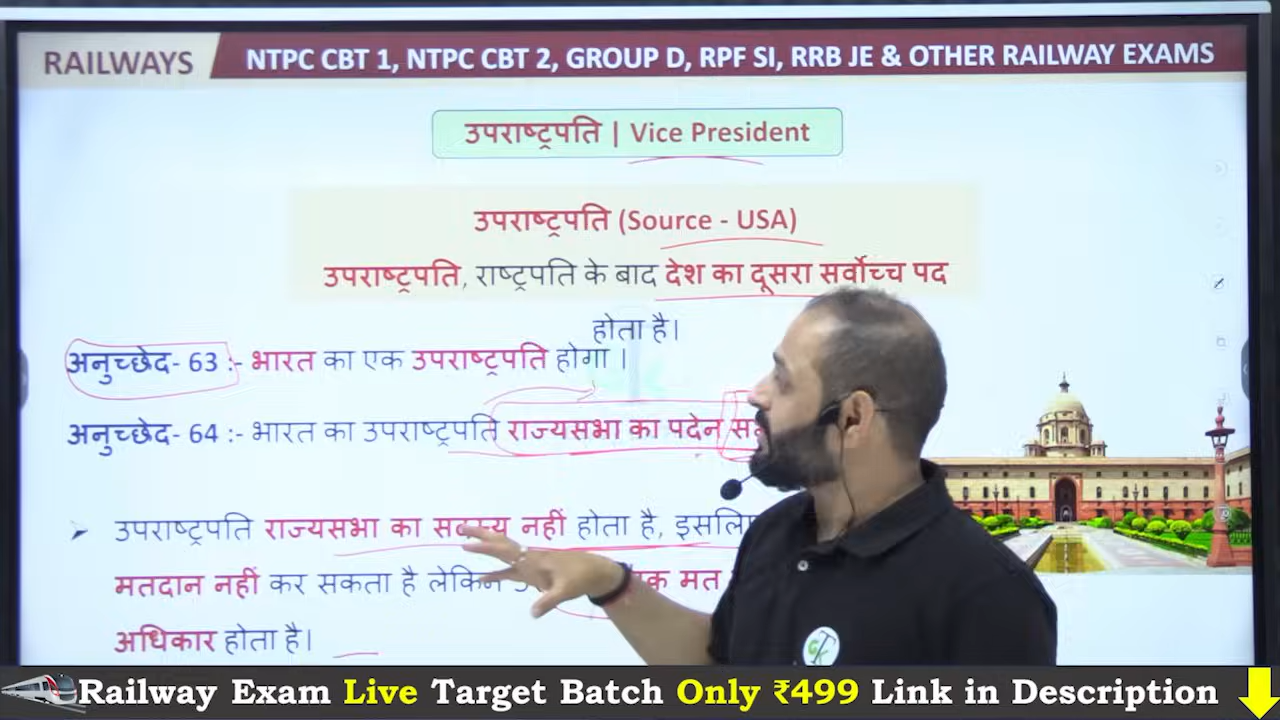 RAILWAYS
NTPC CBT 1, NTPC CBT 2, GROUP D, RPF SI, RRB JE & OTHER RAILWAY EXAMS
उपराष्ट्रपति | Vice President
उपराष्ट्रपति (Source - USA)
उपराष्ट्रपति, राष्ट्रपति के बाद देश का दूसरा सर्वोच्च पद
होता है।
अनुच्छेद- 63 :- भारत का एक उपराष्ट्रपति होगा ।
अनुच्छेद- 64 :- भारत का उपराष्ट्रपति राज्यसभा का पदेन
उपराष्ट्रपति राज्यसभा का नहीं होता है,
मतदान नहीं कर सकता है लेकिन मत
अधिकार होता है।
Railway Exam Live Target Batch Only ₹499 Link in Description